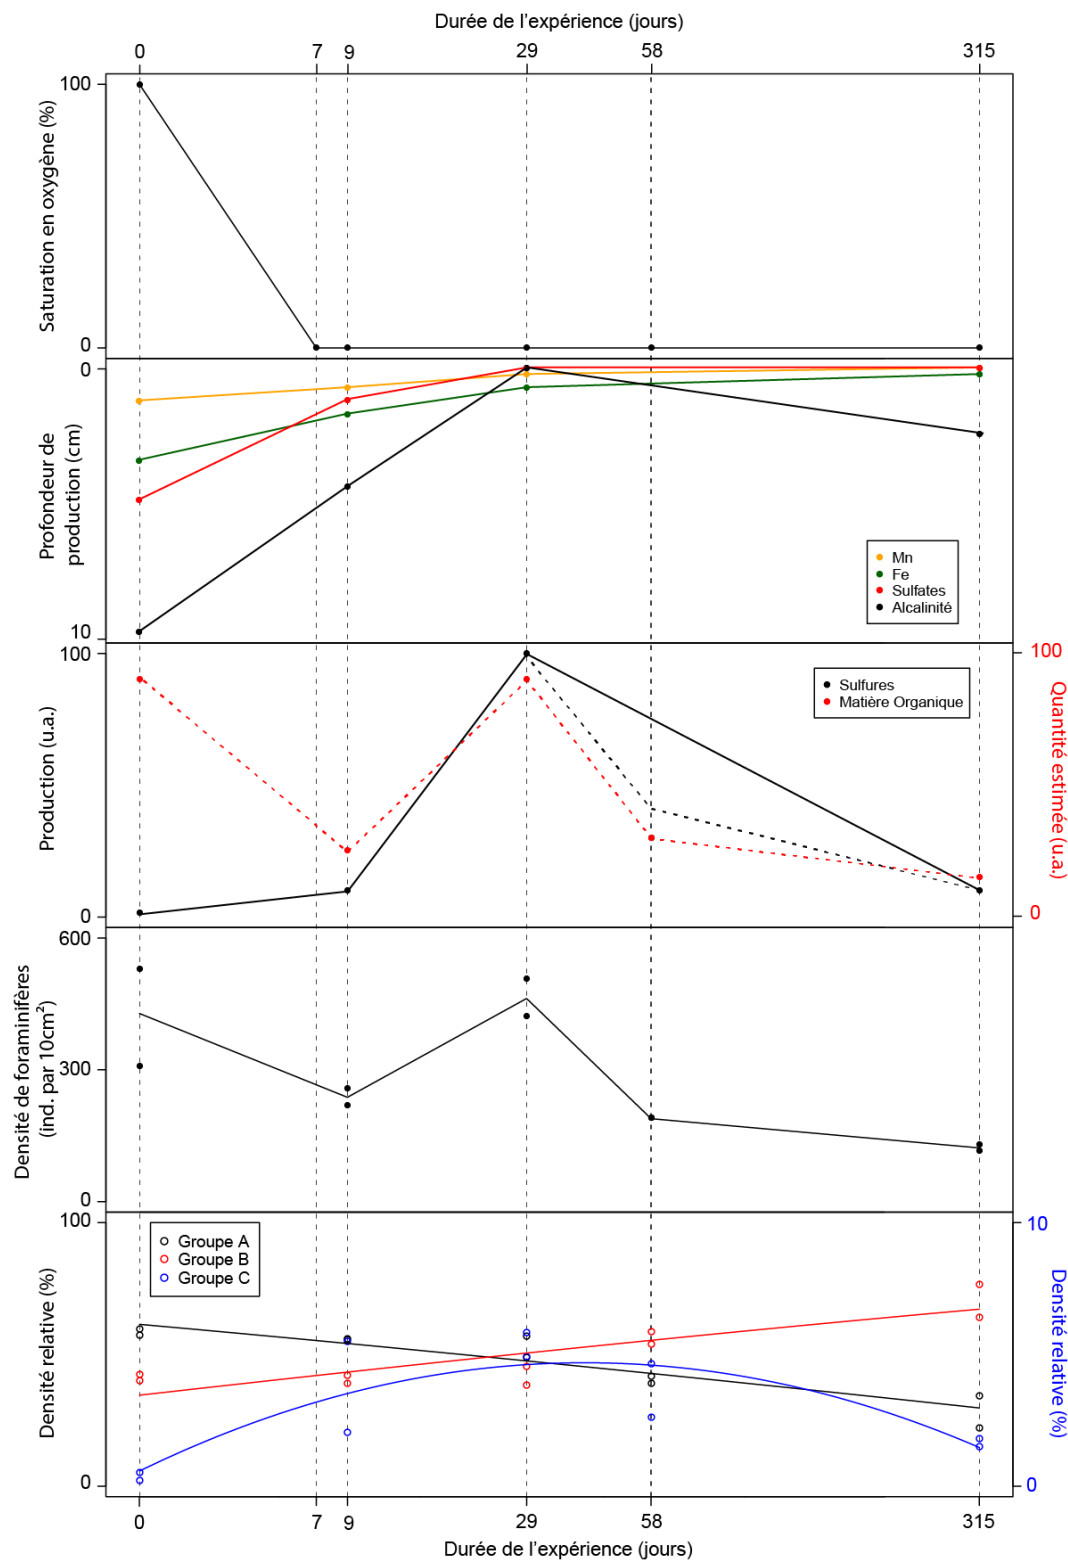 Durée de l’expérience (jours)
0 7 9 29 58 315
Saturation en oxygène (%)
100
0
Profondeur de
production (cm)
0
10
Mn
Fe
Sulfates
Alcalinité
Production (u.a.)
100
0
Sulfures
Matière Organique
100
0
Quantité estimée (u.a.)
Densité de foraminifères
(ind. par 10cm²)
600
300
0
Densité relative (%)
100
0
Groupe A
Groupe B
Groupe C
10
0
Densité relative (%)
0 7 9 29 58 315
Durée de l’expérience (jours)